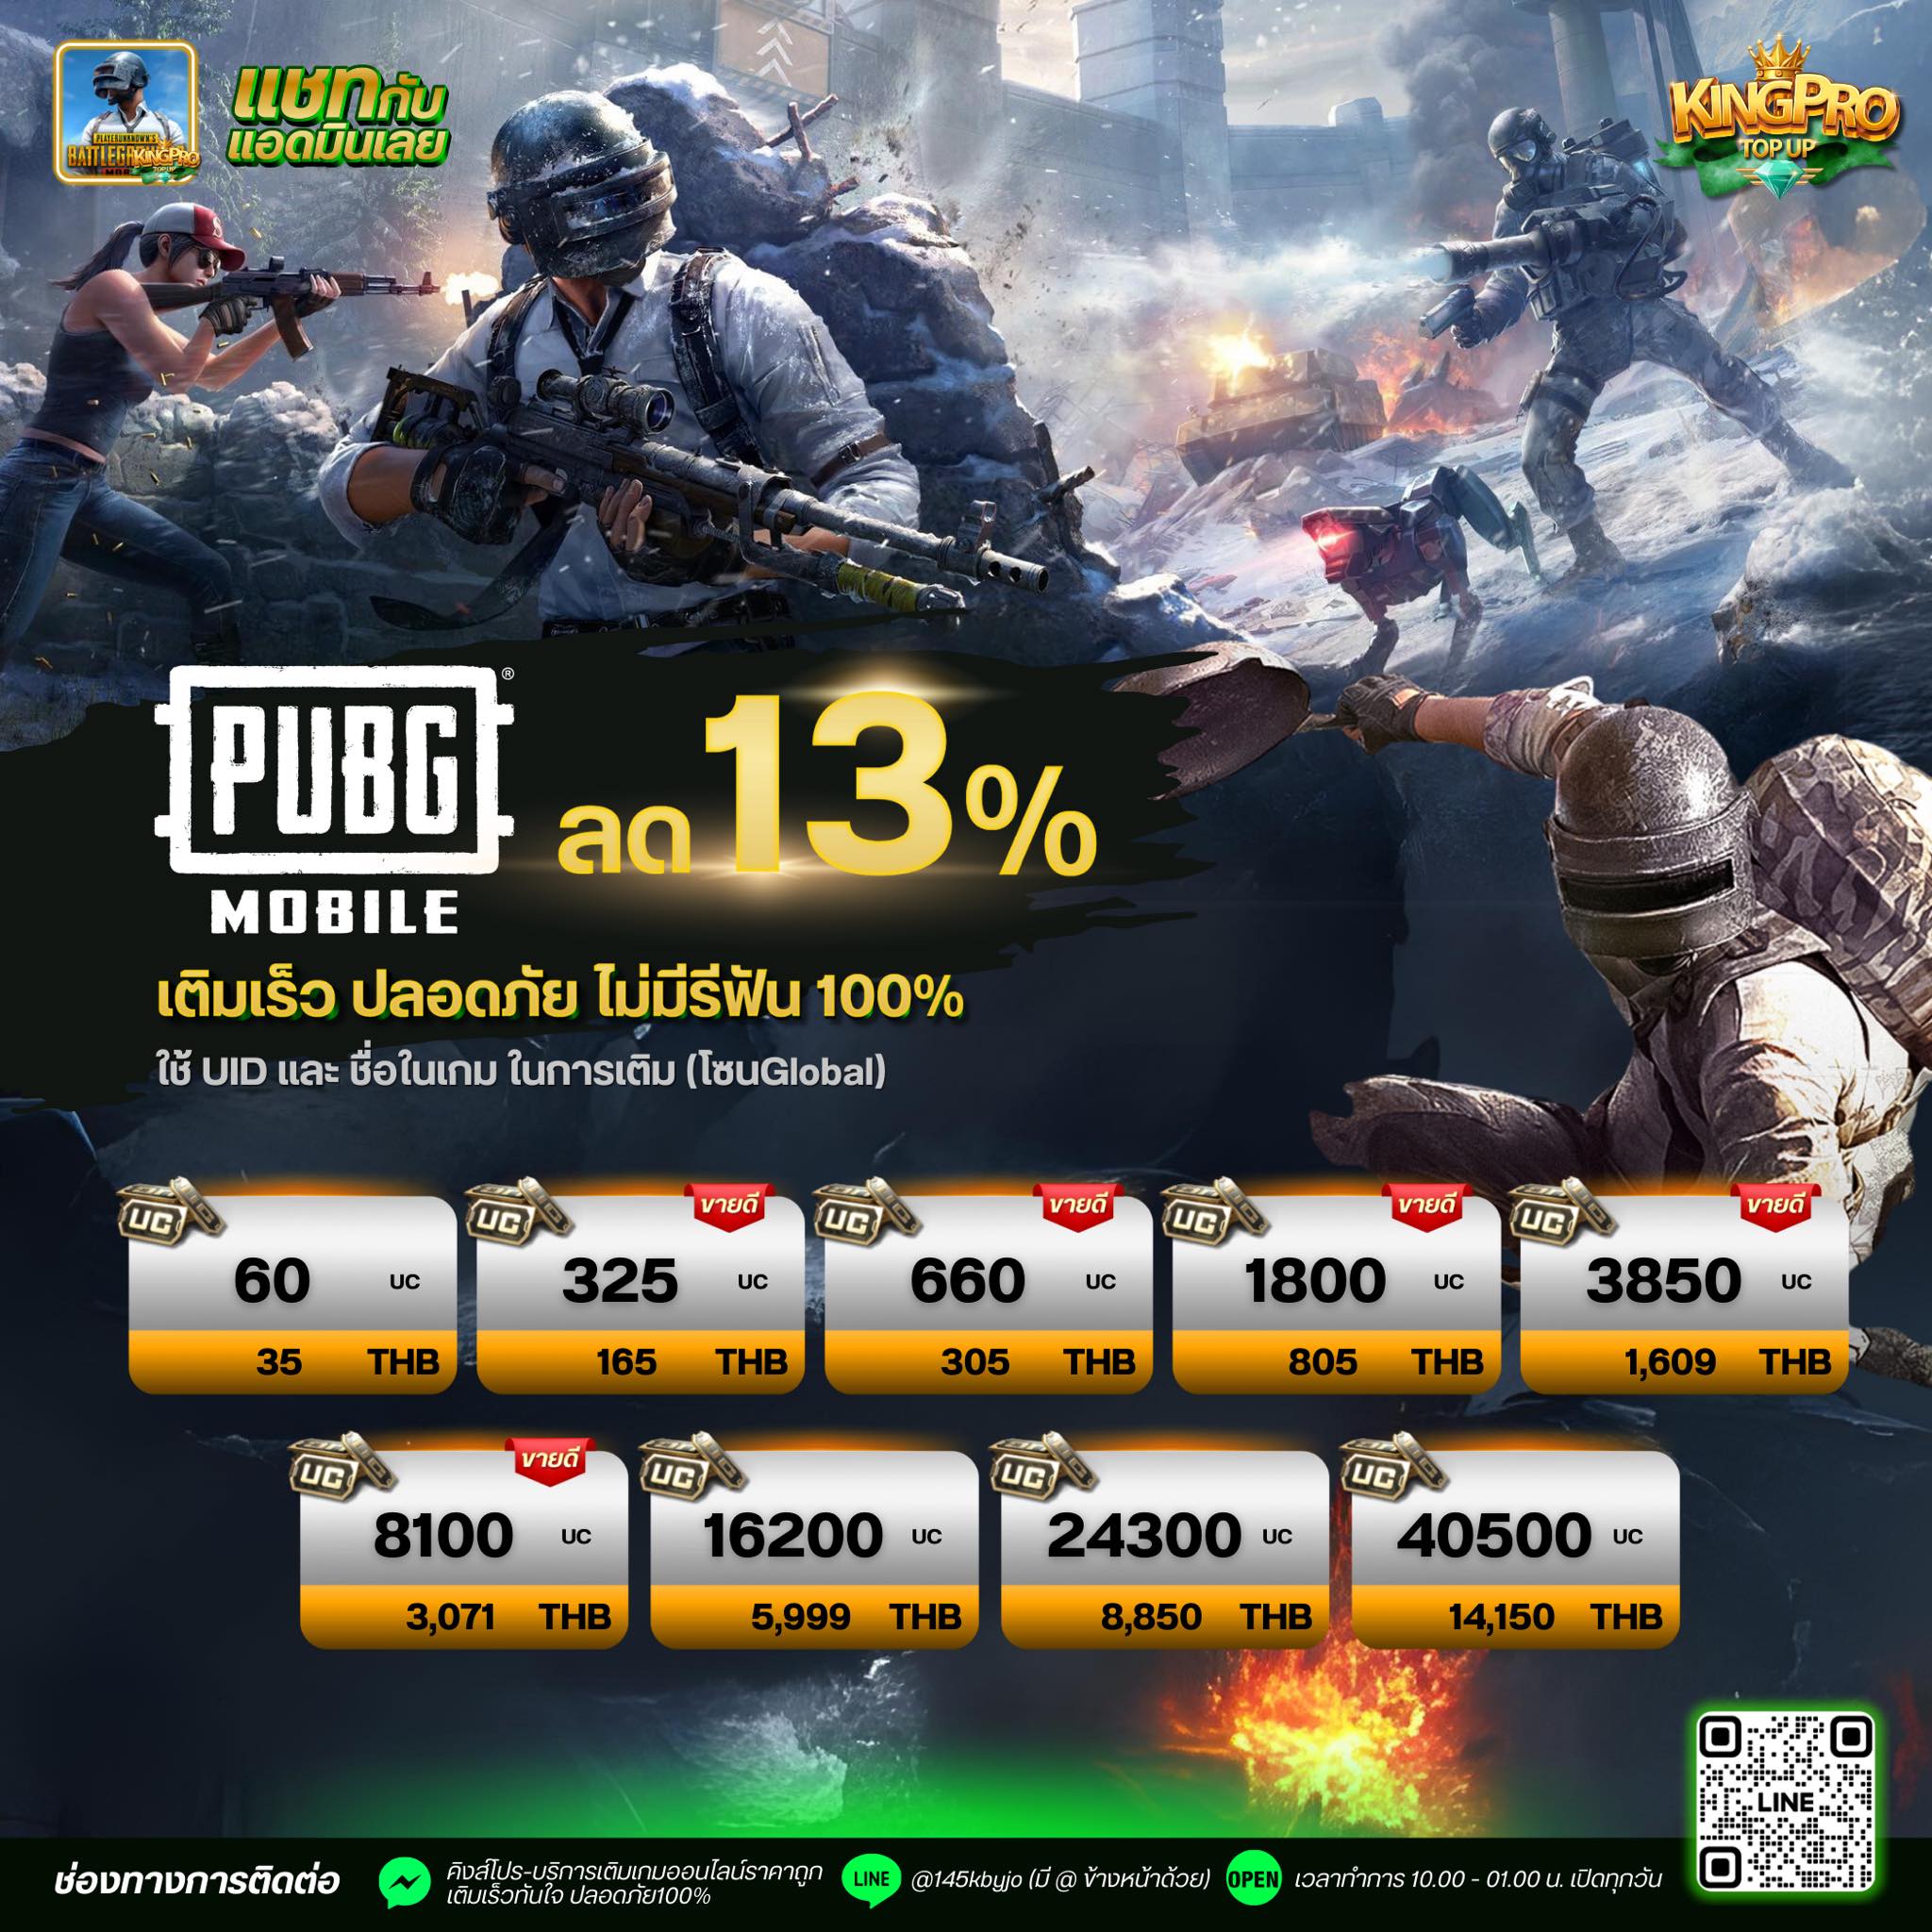 แชทกับ
แอดมินเลย
PLAYERUNKNOWN'S
KINGPRO
TOP UP
KINGPRO
TOP UP
PUBG®
MOBILE
ลด 13%
เติมเร็ว ปลอดภัย ไม่มีรีฟัน 100%
ใช้ UID และ ชื่อในเกม ในการเติม (โซนGlobal)
UC
60 UC
35 THB
UC
ขายดี
325 UC
165 THB
UC
ขายดี
660 UC
305 THB
UC
ขายดี
1800 UC
805 THB
UC
ขายดี
3850 UC
1,609 THB
UC
ขายดี
8100 UC
3,071 THB
UC
16200 UC
5,999 THB
UC
24300 UC
8,850 THB
UC
40500 UC
14,150 THB
LINE
ช่องทางการติดต่อ
คิงส์โปร-บริการเติมเกมออนไลน์ราคาถูก
เติมเร็วทันใจ ปลอดภัย100%
LINE @145kbyjo (มี @ ข้างหน้าด้วย)
OPEN เวลาทำการ 10.00 - 01.00 น. เปิดทุกวัน